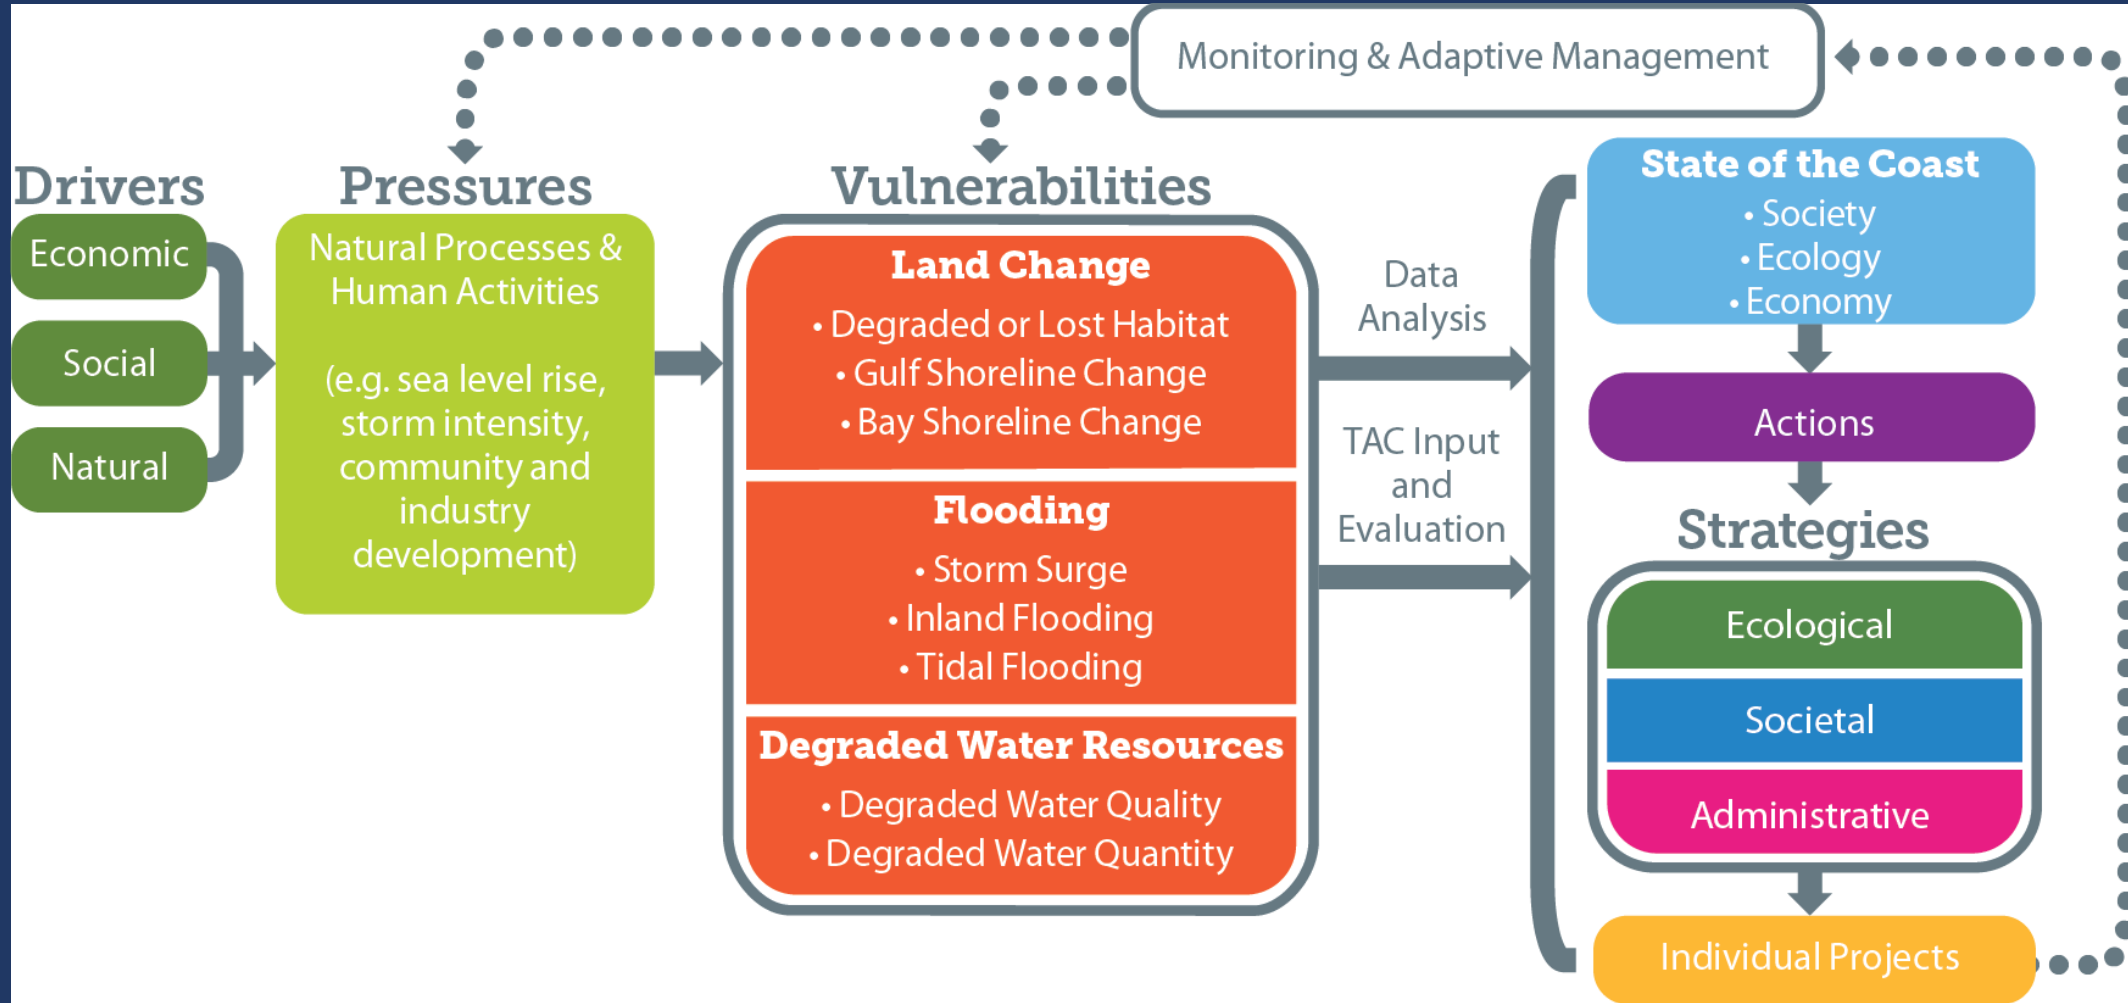 Monitoring & Adaptive Management
Drivers
Economic
Social
Natural
Pressures
Natural Processes &
Human Activities
(e.g. sea level rise,
storm intensity,
community and
industry
development)
Vulnerabilities
Land Change
• Degraded or Lost Habitat
• Gulf Shoreline Change
• Bay Shoreline Change
Flooding
• Storm Surge
• Inland Flooding
• Tidal Flooding
Degraded Water Resources
• Degraded Water Quality
• Degraded Water Quantity
Data
Analysis
TAC Input
and
Evaluation
State of the Coast
• Society
• Ecology
• Economy
Actions
Strategies
Ecological
Societal
Administrative
Individual Projects